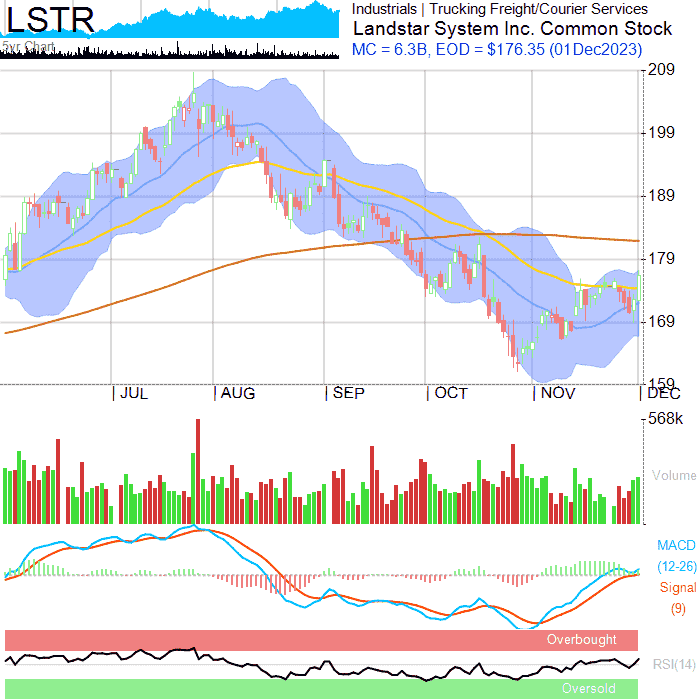 LSTR
5yr Chart
Industrials | Trucking Freight/Courier Services
Landstar System Inc. Common Stock
MC = 6.3B, EOD = $176.35 (01Dec2023)
209
199
189
179
169
159
JUL
AUG
SEP
OCT
NOV
DEC
568k
Volume
MACD
(12-26)
Signal
(9)
Overbought
RSI(14)
Oversold